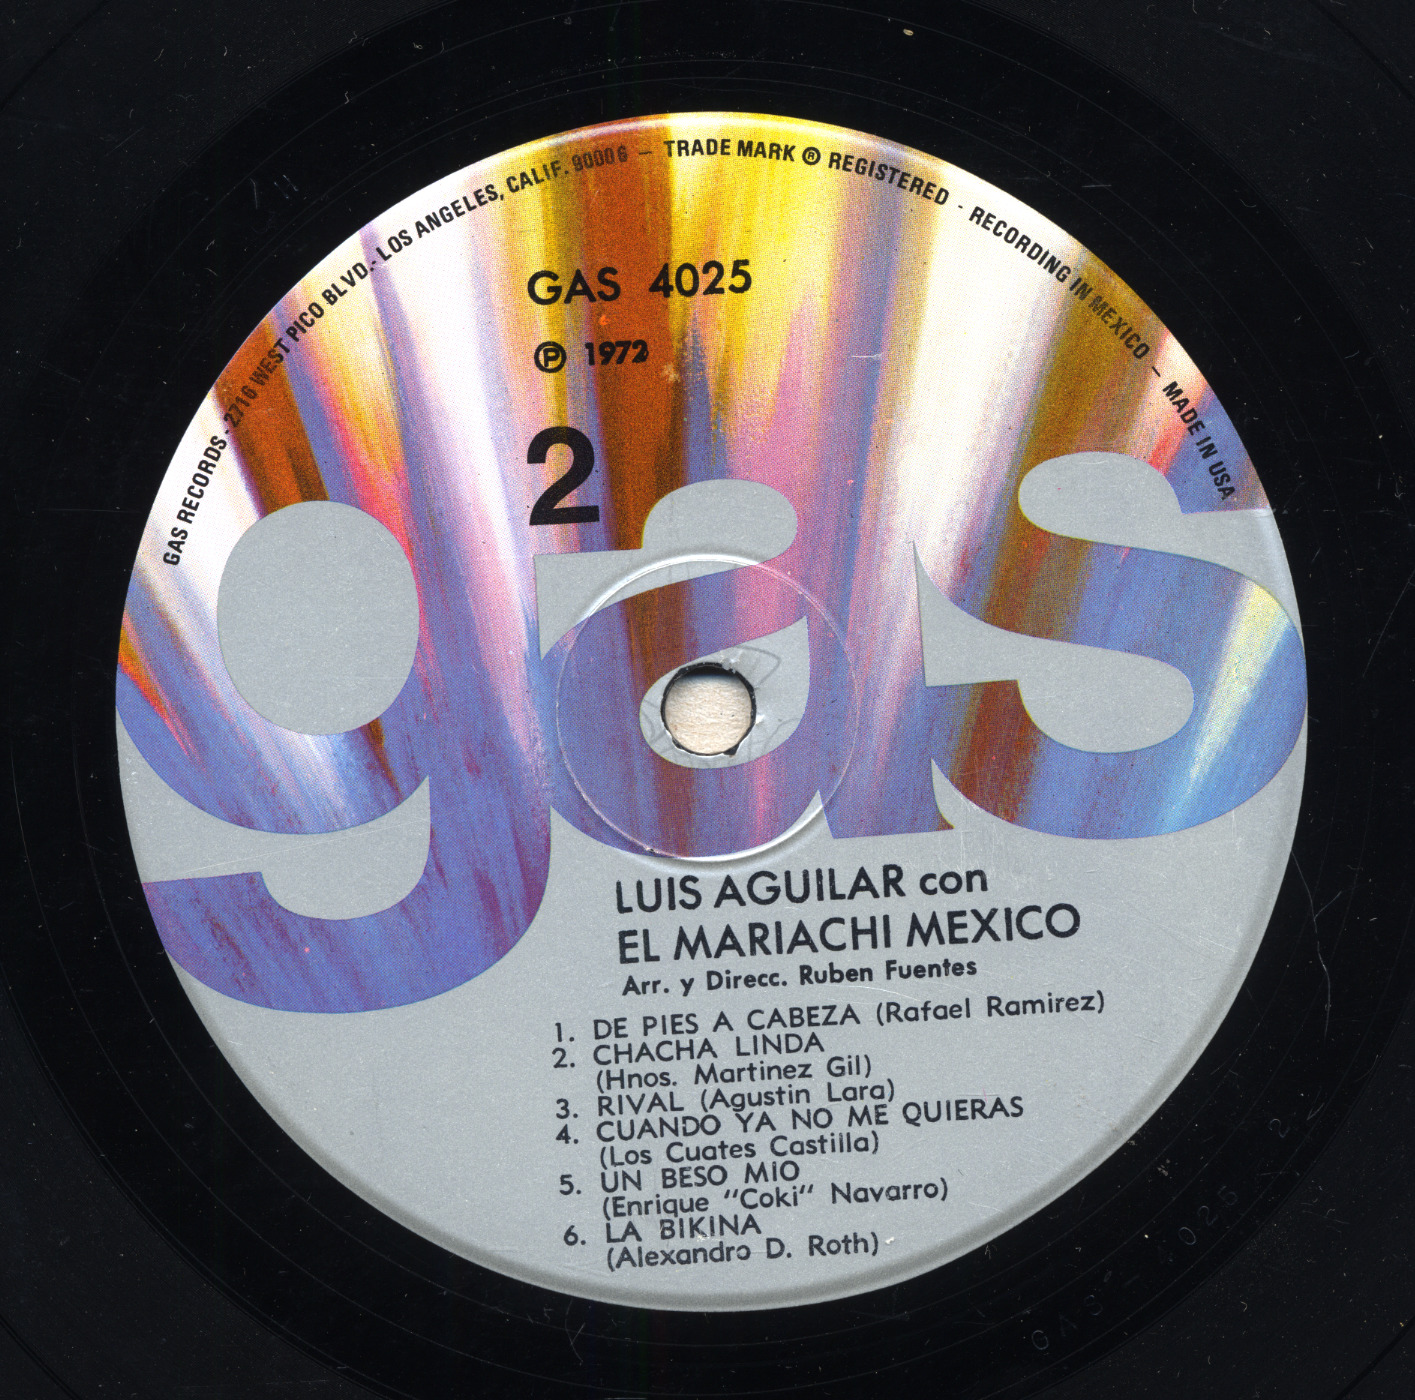 GAS RECORDS - 2716 WEST PICO BLVD. - LOS ANGELES, CALIF. 90006 — TRADE MARK ® REGISTERED - RECORDING IN MEXICO — MADE IN USA
GAS 4025
Ⓟ 1972
2
gas
LUIS AGUILAR con
EL MARIACHI MEXICO
Arr. y Direcc. Ruben Fuentes
1. DE PIES A CABEZA (Rafael Ramirez)
2. CHACHA LINDA
(Hnos. Martinez Gil)
3. RIVAL (Agustin Lara)
4. CUANDO YA NO ME QUIERAS
(Los Cuates Castilla)
5. UN BESO MIO
(Enrique "Coki" Navarro)
6. LA BIKINA
(Alexandro D. Roth)
GAS - 4025 - 2